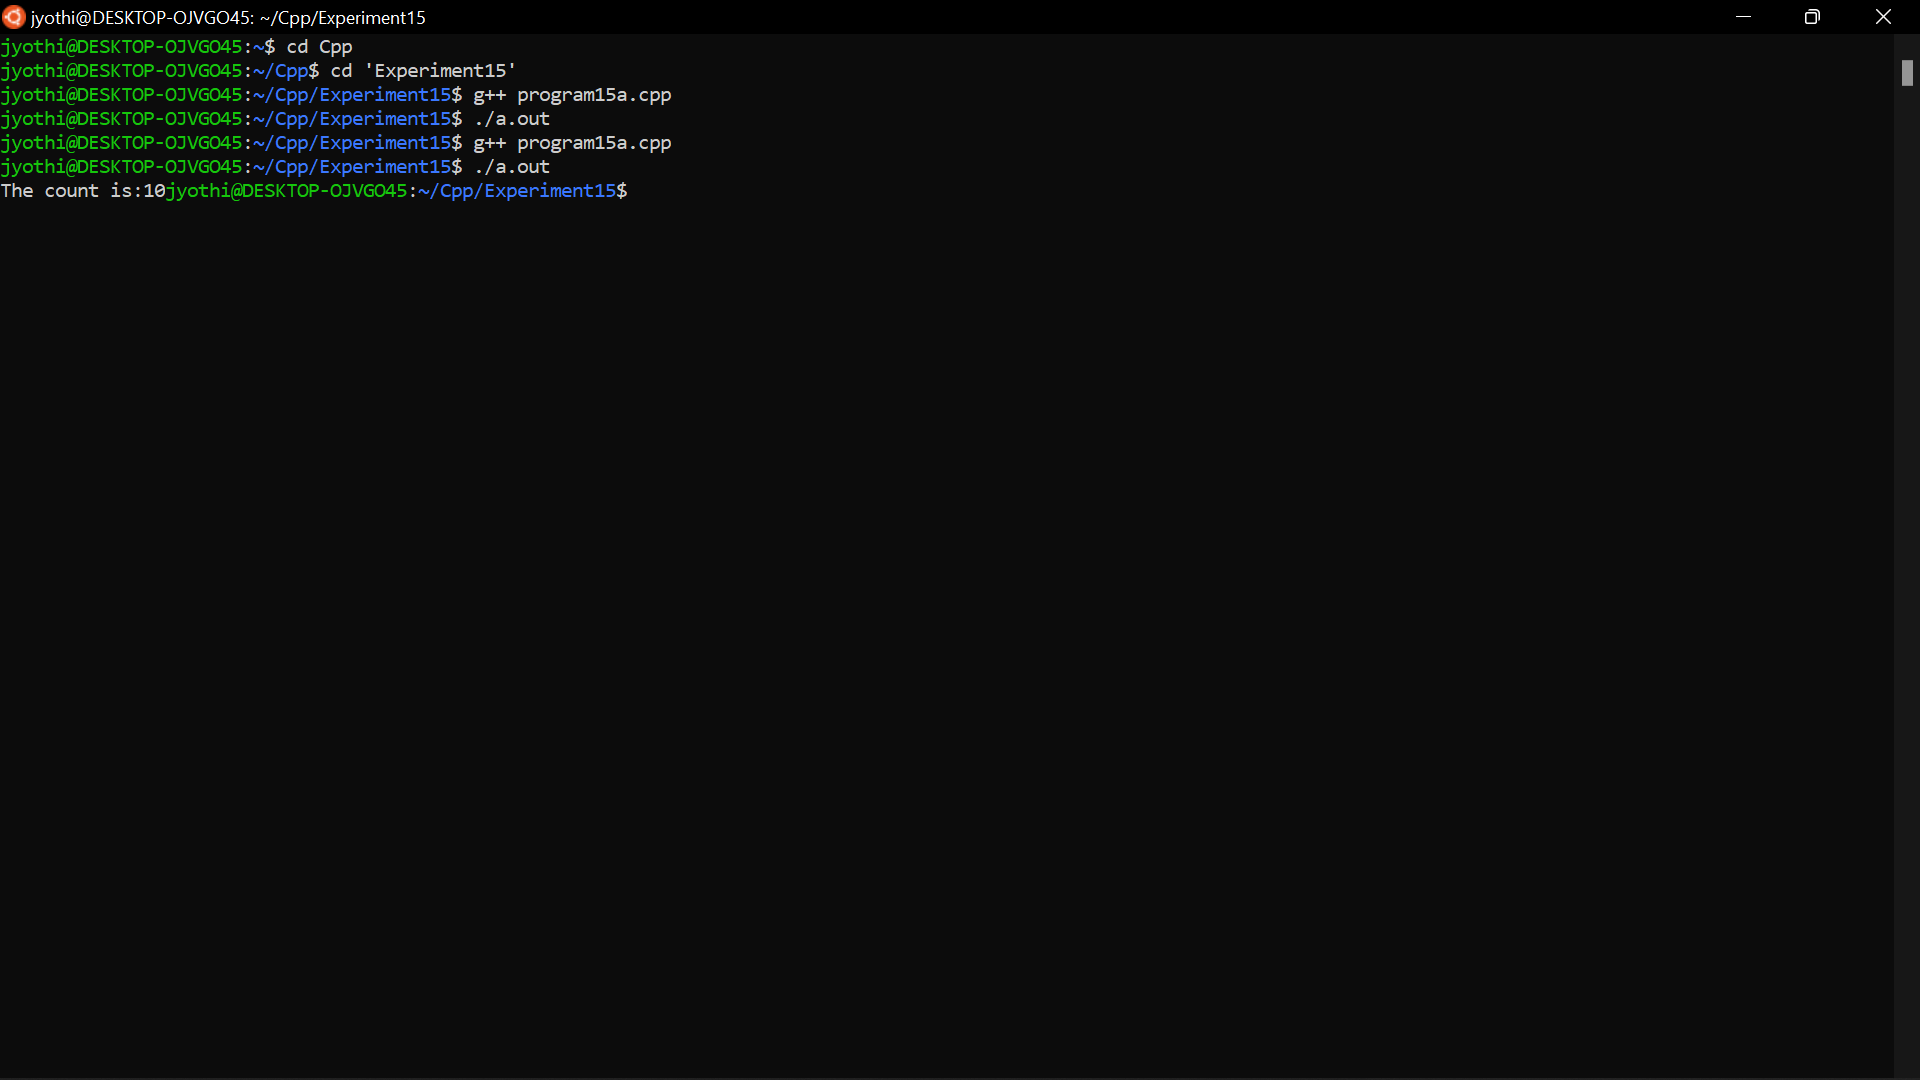 jyothi@DESKTOP-OJVGO45: ~/Cpp/Experiment15
jyothi@DESKTOP-OJVGO45:~$ cd Cpp
jyothi@DESKTOP-OJVGO45:~/Cpp$ cd 'Experiment15'
jyothi@DESKTOP-OJVGO45:~/Cpp/Experiment15$ g++ program15a.cpp
jyothi@DESKTOP-OJVGO45:~/Cpp/Experiment15$ ./a.out
jyothi@DESKTOP-OJVGO45:~/Cpp/Experiment15$ g++ program15a.cpp
jyothi@DESKTOP-OJVGO45:~/Cpp/Experiment15$ ./a.out
The count is:10jyothi@DESKTOP-OJVGO45:~/Cpp/Experiment15$